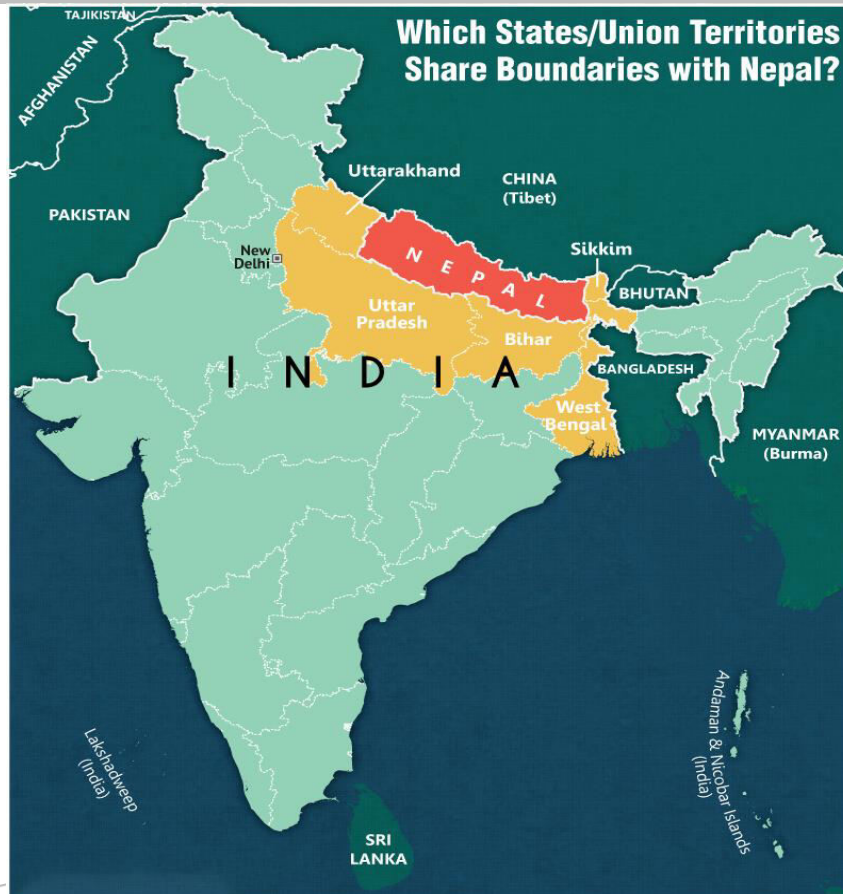 Which States/Union Territories
Share Boundaries with Nepal?
TAJIKISTAN
AFGHANISTAN
PAKISTAN
CHINA
(Tibet)
Uttarakhand
NEPAL
New
Delhi
Sikkim
BHUTAN
Uttar
Pradesh
Bihar
INDIA
BANGLADESH
West
Bengal
MYANMAR
(Burma)
Lakshadweep
(India)
Andaman & Nicobar Islands
(India)
SRI
LANKA